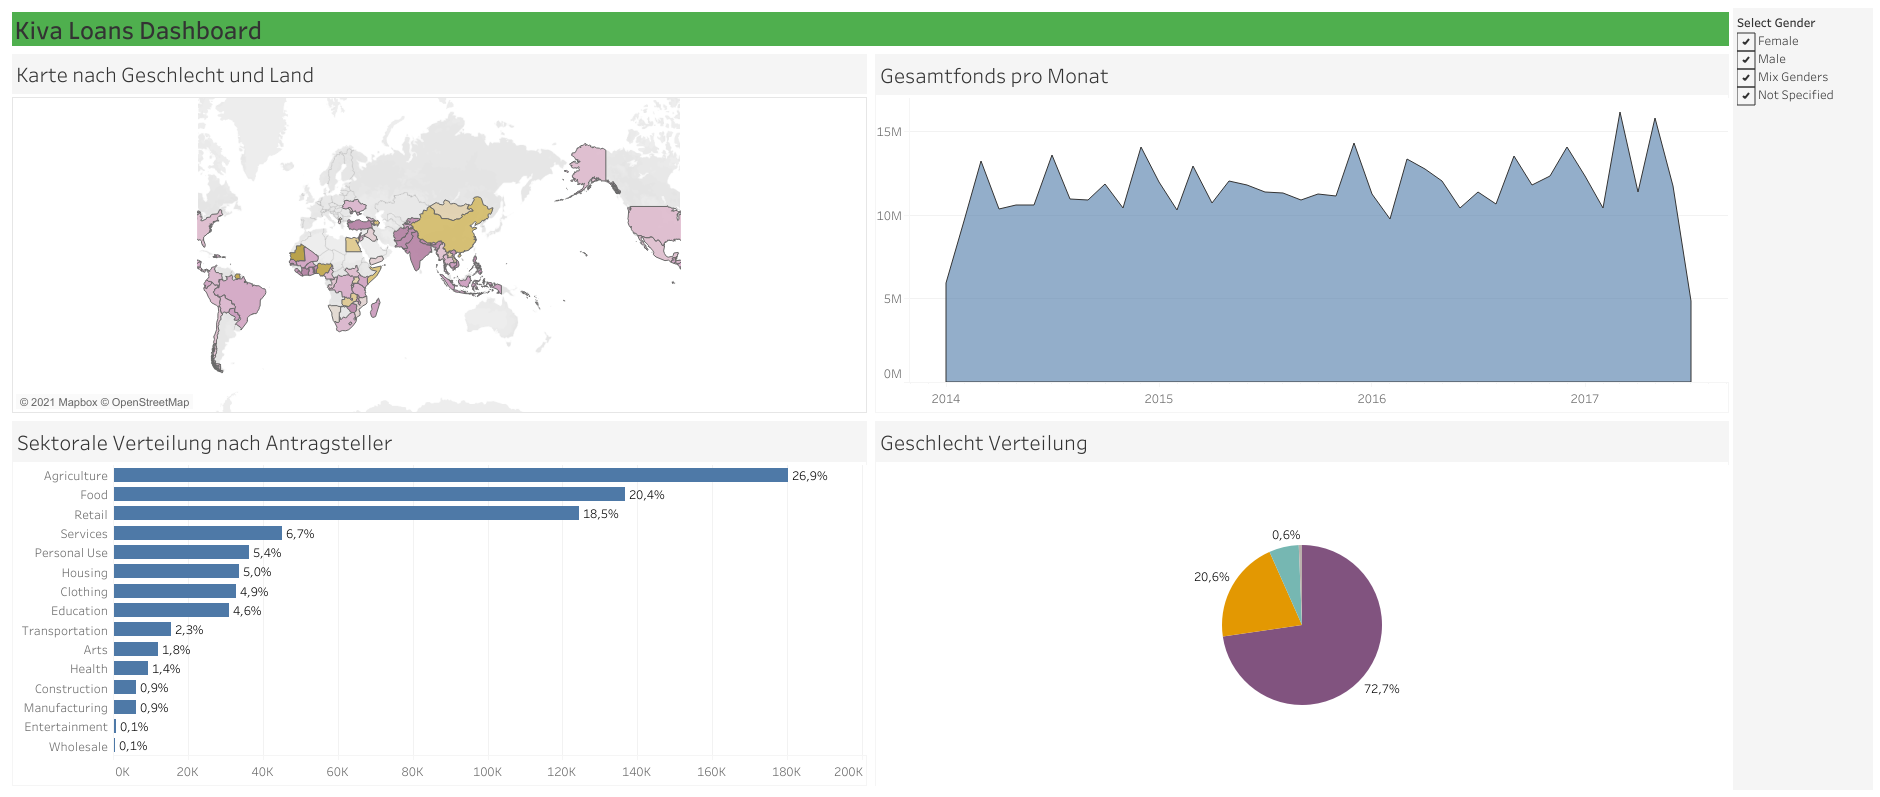 Kiva Loans Dashboard
Select Gender
Female
Male
Mix Genders
Not Specified
Karte nach Geschlecht und Land
© 2021 Mapbox © OpenStreetMap
Gesamtfonds pro Monat
15M
10M
5M
0M
2014 2015 2016 2017
Sektorale Verteilung nach Antragsteller
Agriculture 26,9%
Food 20,4%
Retail 18,5%
Services 6,7%
Personal Use 5,4%
Housing 5,0%
Clothing 4,9%
Education 4,6%
Transportation 2,3%
Arts 1,8%
Health 1,4%
Construction 0,9%
Manufacturing 0,9%
Entertainment 0,1%
Wholesale 0,1%
0K 20K 40K 60K 80K 100K 120K 140K 160K 180K 200K
Geschlecht Verteilung
0,6%
20,6%
72,7%